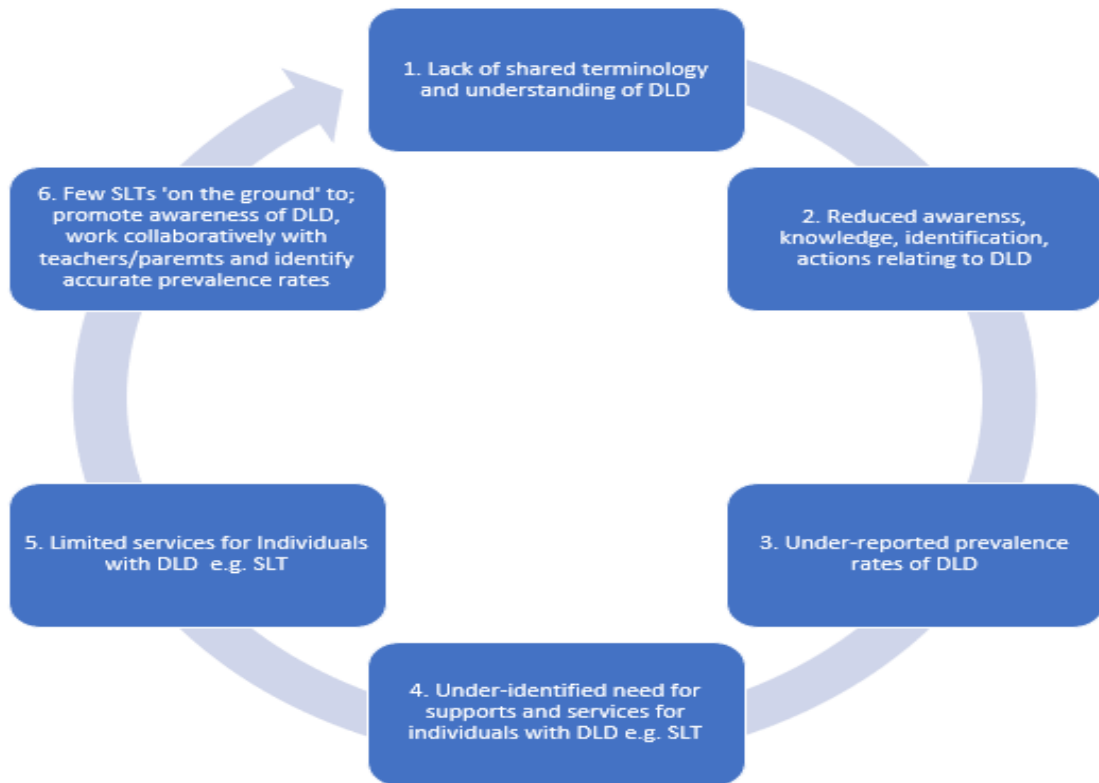 1. Lack of shared terminology
and understanding of DLD
2. Reduced awarenss,
knowledge, identification,
actions relating to DLD
3. Under-reported prevalence
rates of DLD
4. Under-identified need for
supports and services for
individuals with DLD e.g. SLT
5. Limited services for Individuals
with DLD  e.g. SLT
6. Few SLTs 'on the ground' to;
promote awareness of DLD,
work collaboratively with
teachers/paremts and identify
accurate prevalence rates